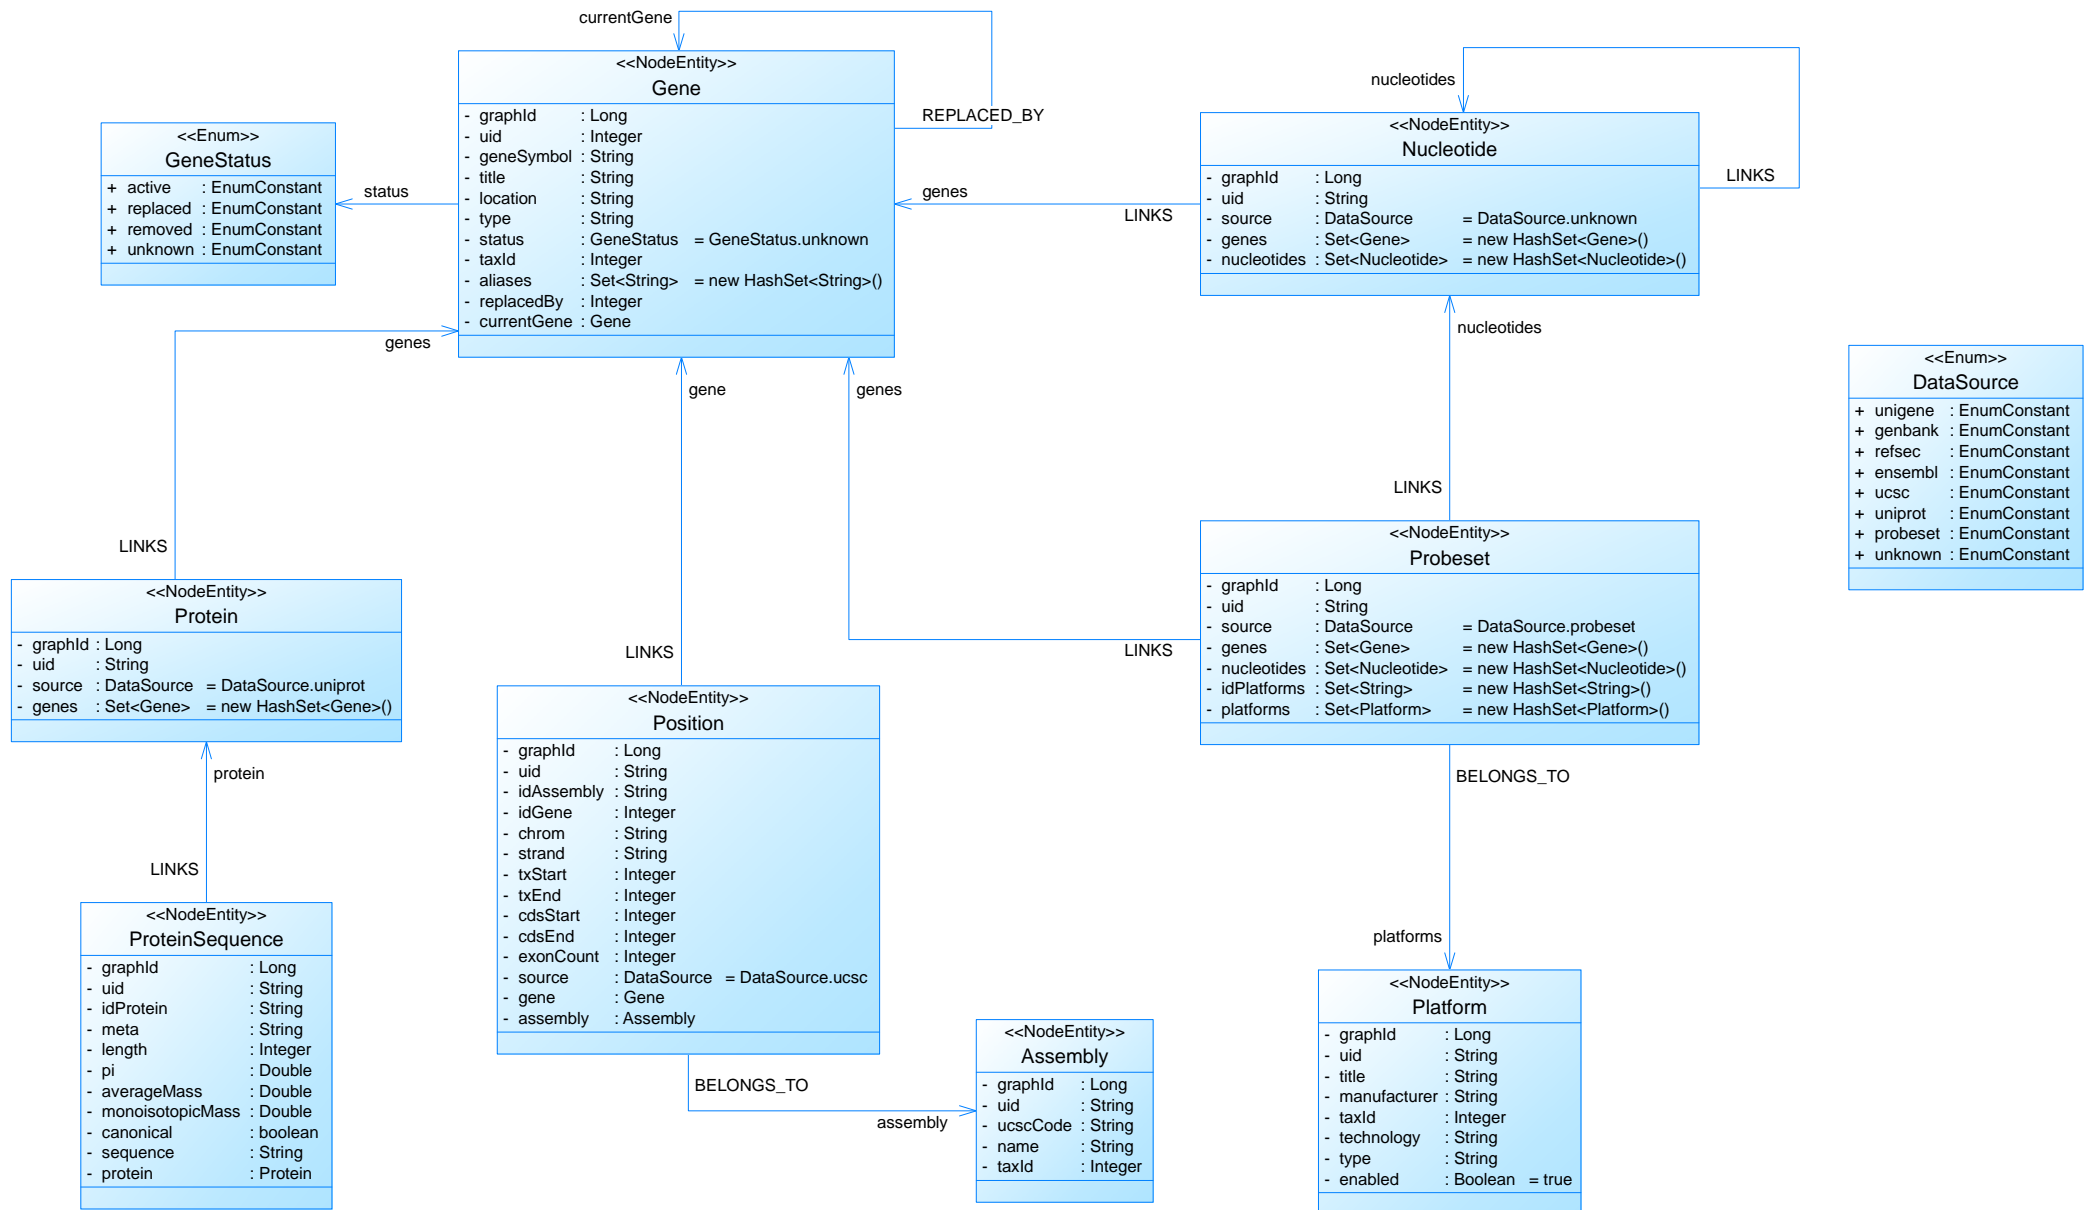 currentGene
<<NodeEntity>>
Gene
- graphId : Long
- uid : Integer
- geneSymbol : String
- title : String
- location : String
- type : String
- status : GeneStatus = GeneStatus.unknown
- taxId : Integer
- aliases : Set<String> = new HashSet<String>()
- replacedBy : Integer
- currentGene : Gene
REPLACED_BY
<<Enum>>
GeneStatus
+ active : EnumConstant
+ replaced : EnumConstant
+ removed : EnumConstant
+ unknown : EnumConstant
status
nucleotides
<<NodeEntity>>
Nucleotide
- graphId : Long
- uid : String
- source : DataSource = DataSource.unknown
- genes : Set<Gene> = new HashSet<Gene>()
- nucleotides : Set<Nucleotide> = new HashSet<Nucleotide>()
LINKS
genes
LINKS
genes
gene
genes
nucleotides
<<Enum>>
DataSource
+ unigene : EnumConstant
+ genbank : EnumConstant
+ refsec : EnumConstant
+ ensembl : EnumConstant
+ ucsc : EnumConstant
+ uniprot : EnumConstant
+ probeset : EnumConstant
+ unknown : EnumConstant
LINKS
LINKS
<<NodeEntity>>
Probeset
- graphId : Long
- uid : String
- source : DataSource = DataSource.probeset
- genes : Set<Gene> = new HashSet<Gene>()
- nucleotides : Set<Nucleotide> = new HashSet<Nucleotide>()
- idPlatforms : Set<String> = new HashSet<String>()
- platforms : Set<Platform> = new HashSet<Platform>()
<<NodeEntity>>
Protein
- graphId : Long
- uid : String
- source : DataSource = DataSource.uniprot
- genes : Set<Gene> = new HashSet<Gene>()
LINKS
LINKS
<<NodeEntity>>
Position
- graphId : Long
- uid : String
- idAssembly : String
- idGene : Integer
- chrom : String
- strand : String
- txStart : Integer
- txEnd : Integer
- cdsStart : Integer
- cdsEnd : Integer
- exonCount : Integer
- source : DataSource = DataSource.ucsc
- gene : Gene
- assembly : Assembly
protein
BELONGS_TO
LINKS
<<NodeEntity>>
ProteinSequence
- graphId : Long
- uid : String
- idProtein : String
- meta : String
- length : Integer
- pi : Double
- averageMass : Double
- monoisotopicMass : Double
- canonical : boolean
- sequence : String
- protein : Protein
platforms
BELONGS_TO
assembly
<<NodeEntity>>
Assembly
- graphId : Long
- uid : String
- ucscCode : String
- name : String
- taxId : Integer
<<NodeEntity>>
Platform
- graphId : Long
- uid : String
- title : String
- manufacturer : String
- taxId : Integer
- technology : String
- type : String
- enabled : Boolean = true